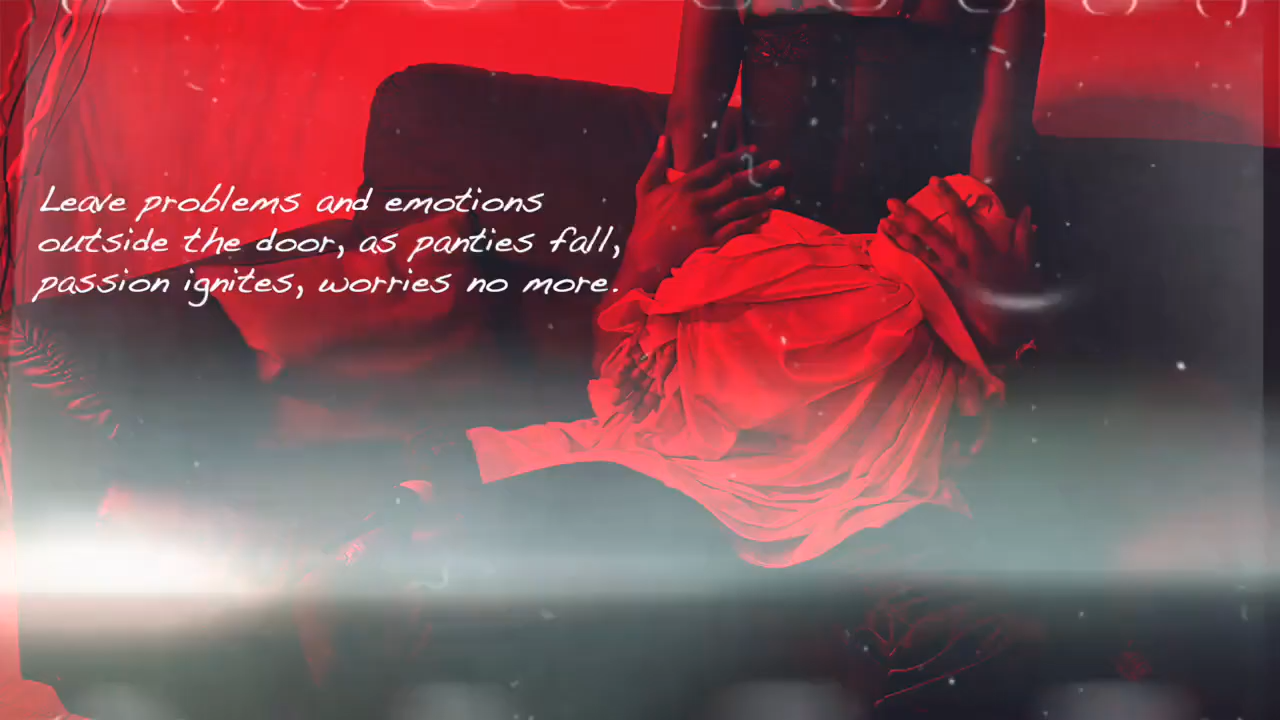 Leave problems and emotions
outside the door, as panties fall,
passion ignites, worries no more.